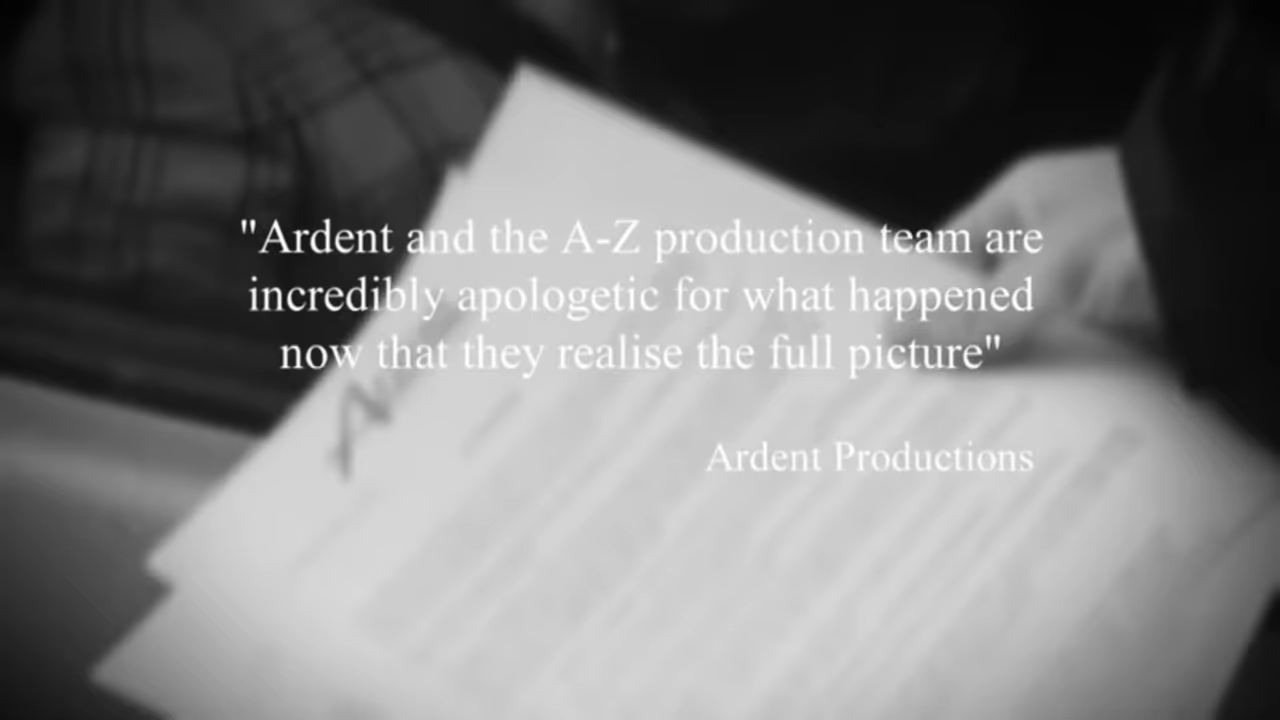 "Ardent and the A-Z production team are
incredibly apologetic for what happened
now that they realise the full picture"
Ardent Productions